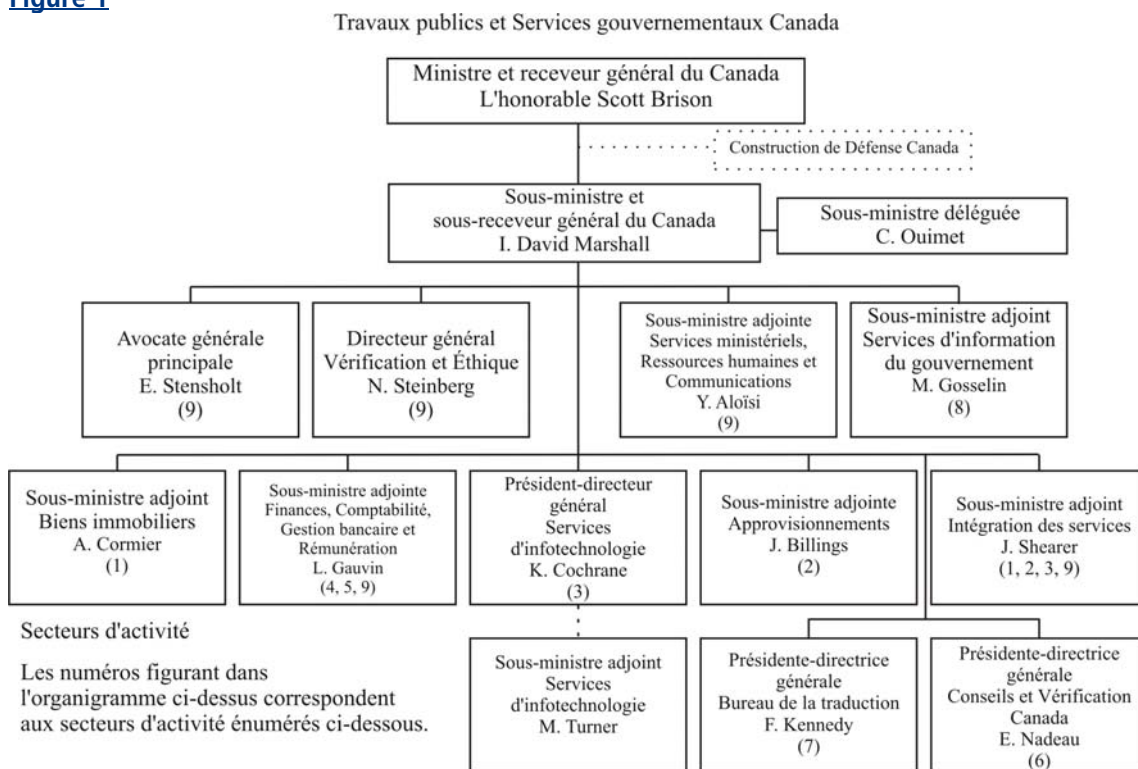 Figure 1
Travaux publics et Services gouvernementaux Canada
Ministre et receveur général du Canada
L'honorable Scott Brison
Construction de Défense Canada
Sous-ministre et
sous-receveur général du Canada
I. David Marshall
Sous-ministre déléguée
C. Ouimet
Avocate générale
principale
E. Stensholt
(9)
Directeur général
Vérification et Éthique
N. Steinberg
(9)
Sous-ministre adjointe
Services ministériels,
Ressources humaines et
Communications
Y. Aloïsi
(9)
Sous-ministre adjoint
Services d'information
du gouvernement
M. Gosselin
(8)
Sous-ministre adjoint
Biens immobiliers
A. Cormier
(1)
Sous-ministre adjointe
Finances, Comptabilité,
Gestion bancaire et
Rémunération
L. Gauvin
(4, 5, 9)
Président-directeur
général
Services
d'infotechnologie
K. Cochrane
(3)
Sous-ministre adjointe
Approvisionnements
J. Billings
(2)
Sous-ministre adjoint
Intégration des services
J. Shearer
(1, 2, 3, 9)
Sous-ministre adjoint
Services
d'infotechnologie
M. Turner
Présidente-directrice
générale
Bureau de la traduction
F. Kennedy
(7)
Présidente-directrice
générale
Conseils et Vérification
Canada
E. Nadeau
(6)
Secteurs d'activité
Les numéros figurant dans
l'organigramme ci-dessus correspondent
aux secteurs d'activité énumérés ci-dessous.